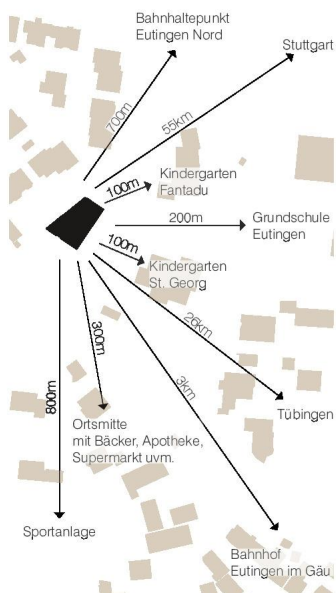 Bahnhaltepunkt
Eutingen Nord
Stuttgart
700m
55km
100m
Kindergarten
Fantadu
200m
Grundschule
Eutingen
100m
Kindergarten
St. Georg
300m
26km
3km
800m
Tübingen
Ortsmitte
mit Bäcker, Apotheke,
Supermarkt uvm.
Sportanlage
Bahnhof
Eutingen im Gäu